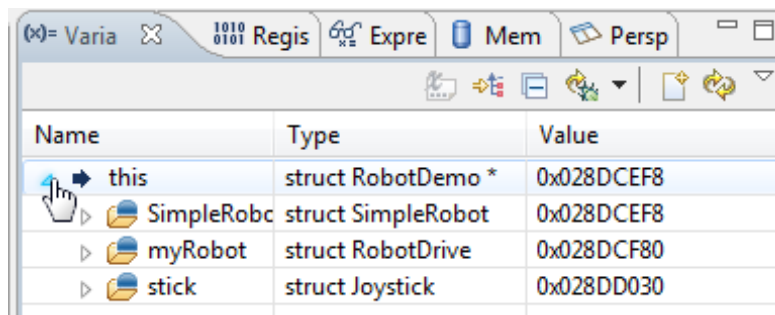 (x)= Varia 1010 0101 Regis Expre Mem Persp
Name Type Value
this struct RobotDemo * 0x028DCEF8
SimpleRobc struct SimpleRobot 0x028DCEF8
myRobot struct RobotDrive 0x028DCF80
stick struct Joystick 0x028DD030